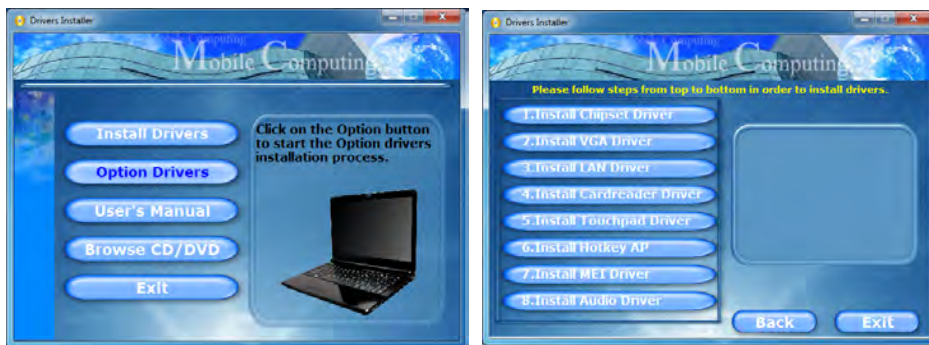 Drivers Installer
Mobile Computing
Mobile Computing
Install Drivers
Option Drivers
User's Manual
Browse CD/DVD
Exit
Click on the Option button
to start the Option drivers
installation process.
Drivers Installer
Mobile Computing
Please follow steps from top to bottom in order to install drivers.
1.Install Chipset Driver
2.Install VGA Driver
3.Install LAN Driver
4.Install Cardreader Driver
5.Install Touchpad Driver
6.Install Hotkey AP
7.Install MEI Driver
8.Install Audio Driver
Back
Exit